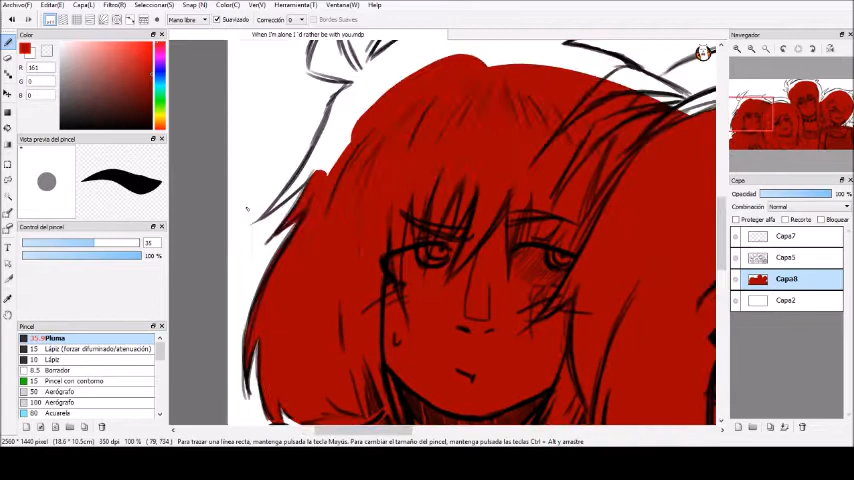 Archivo(F) Editar(E) Capa(L) Filtro(R) Seleccionar(S) Snap (N) Color(C) Ver(V) Herramienta(T) Ventana(W) Help
Mano libre Suavizado Corrección 0 Bordes Suaves
When I'm alone I´d rather be with you.mdp
Color
R 161
G 0
B 0
Vista previa del pincel
Control del pincel
35
100 %
Pincel
35.9 Pluma
15 Lápiz (forzar difuminado/atenuación)
10 Lápiz
8.5 Borrador
15 Pincel con contorno
50 Aerógrafo
100 Aerógrafo
80 Acuarela
Navegador
Capa
Opacidad 100 %
Combinación Normal
Proteger alfa Recorte Bloquear
Capa7
Capa5
Capa8
Capa2
2560 * 1440 pixel (18.6 * 10.5cm) 350 dpi 100 % ( 79, 734) Para trazar una línea recta, mantenga pulsada la tecla Mayús. Para cambiar el tamaño del pincel, mantenga pulsadas las teclas Ctrl + Alt y arrastre